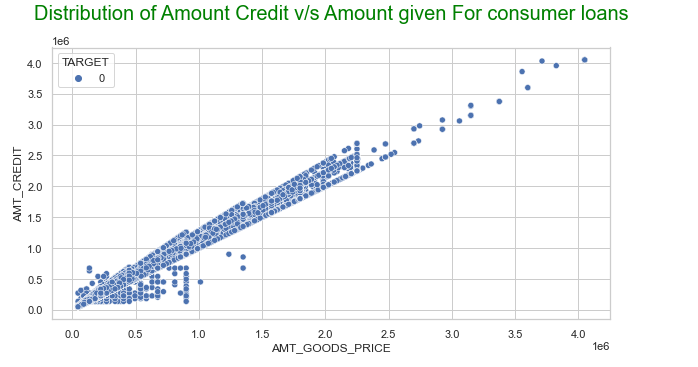 Distribution of Amount Credit v/s Amount given For consumer loans
1e6
TARGET
0
4.0
3.5
3.0
2.5
2.0
1.5
1.0
0.5
0.0
AMT_CREDIT
0.0 0.5 1.0 1.5 2.0 2.5 3.0 3.5 4.0
AMT_GOODS_PRICE
1e6